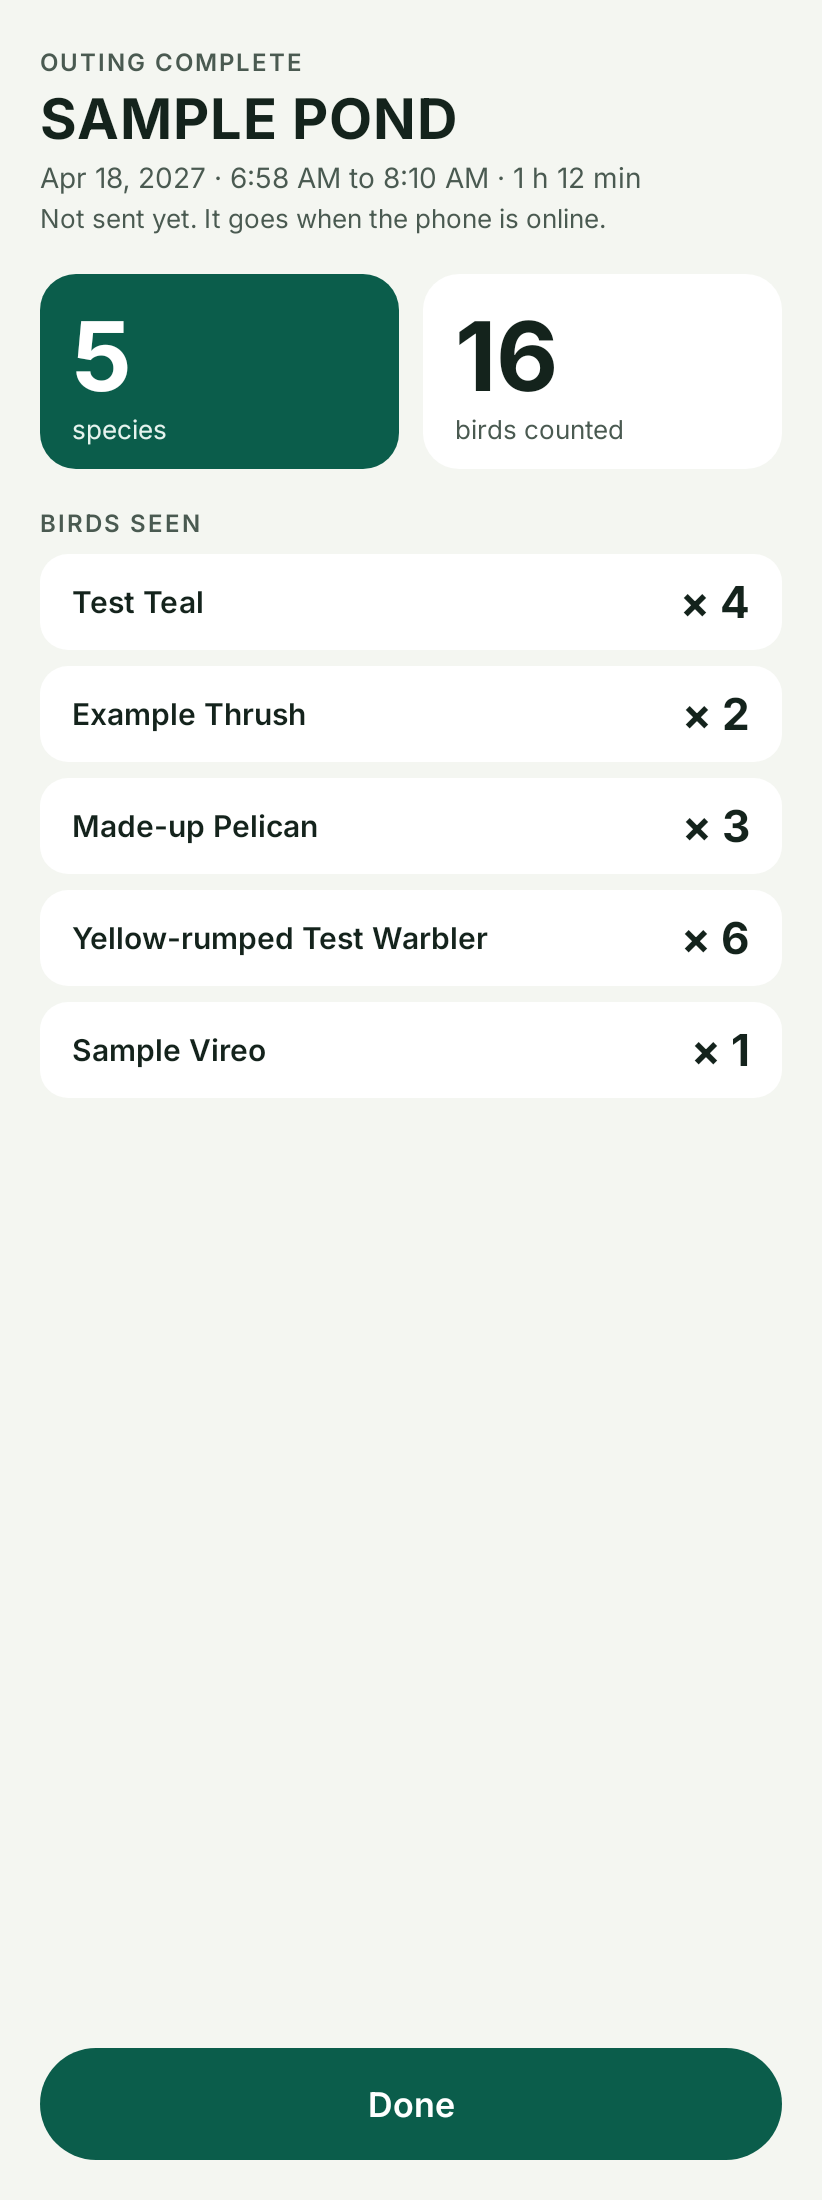 OUTING COMPLETE
SAMPLE POND
Apr 18, 2027 · 6:58 AM to 8:10 AM · 1 h 12 min
Not sent yet. It goes when the phone is online.
5
species
16
birds counted
BIRDS SEEN
Test Teal × 4
Example Thrush × 2
Made-up Pelican × 3
Yellow-rumped Test Warbler × 6
Sample Vireo × 1
Done